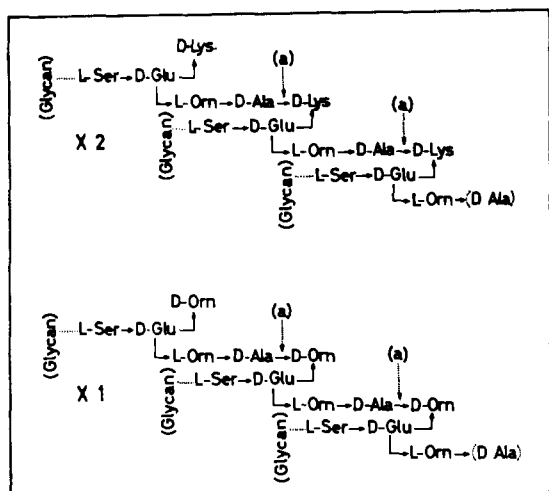 D-Lys-
(Glycan) L-Ser→D-Glu (a)
L-Orn→D-Ala→D-Lys
(Glycan) L-Ser→D-Glu (a)
X 2
L-Orn→D-Ala→D-Lys
(Glycan) L-Ser→D-Glu
L-Orn→(D Ala)
D-Orn (a)
(Glycan) L-Ser→D-Glu
L-Orn→D-Ala→D-Orn (a)
(Glycan) L-Ser→D-Glu
X 1
L-Orn→D-Ala→D-Orn
(Glycan) L-Ser→D-Glu
L-Orn→(D Ala)